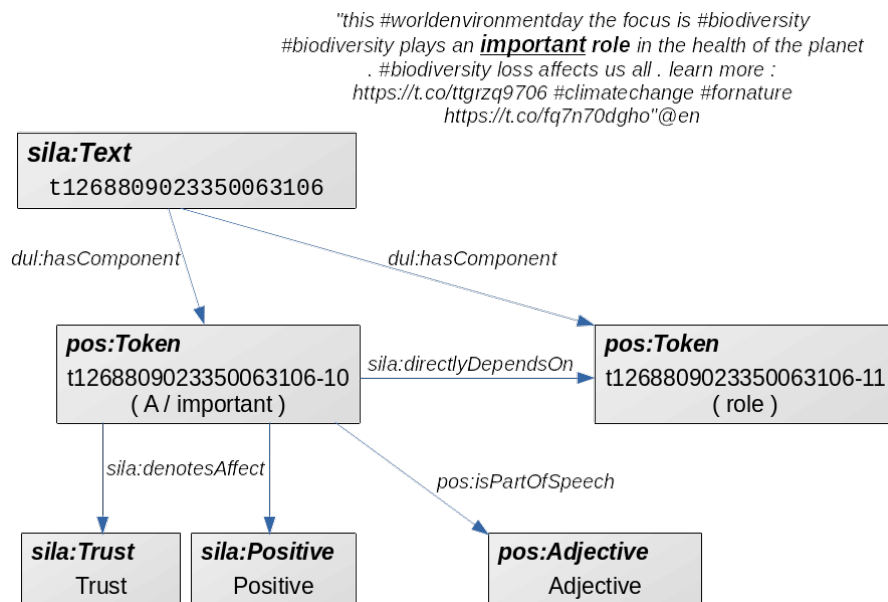 "this #worldenvironmentday the focus is #biodiversity
#biodiversity plays an important role in the health of the planet
. #biodiversity loss affects us all . learn more :
https://t.co/ttgrzq9706 #climatechange #fornature
https://t.co/fq7n70dgho"@en
sila:Text
t1268809023350063106
dul:hasComponent
dul:hasComponent
pos:Token
t1268809023350063106-10
( A / important )
sila:directlyDependsOn
pos:Token
t1268809023350063106-11
( role )
sila:denotesAffect
pos:isPartOfSpeech
sila:Trust
Trust
sila:Positive
Positive
pos:Adjective
Adjective